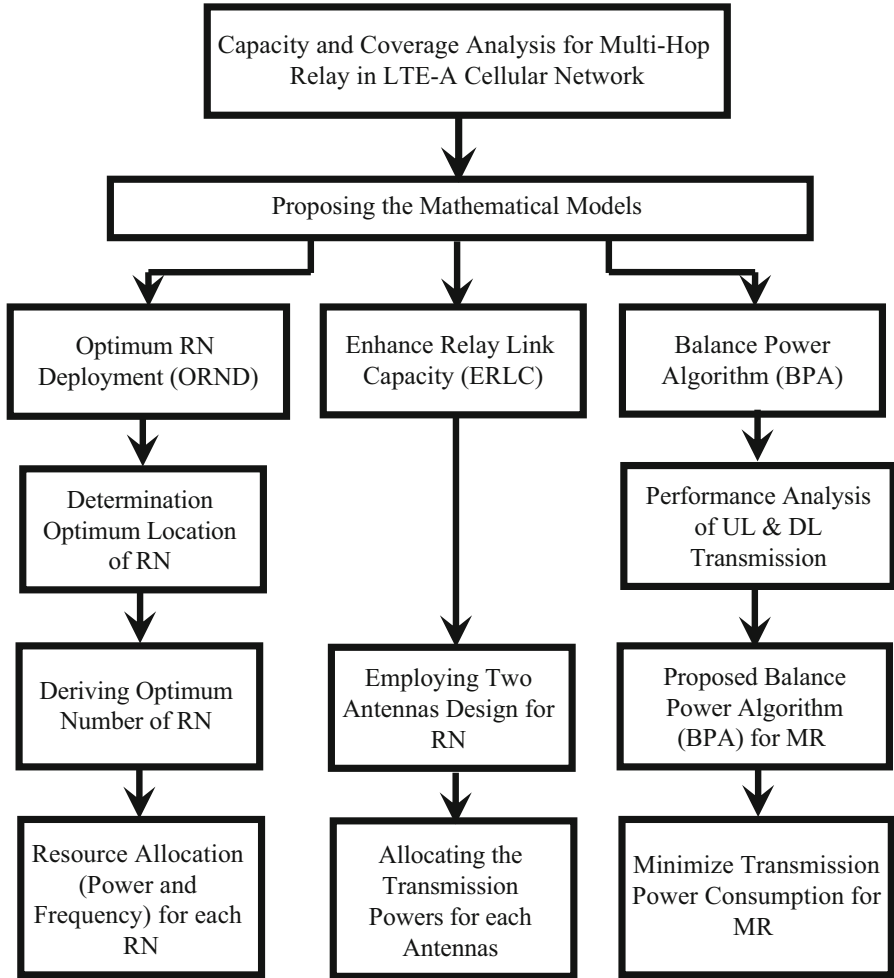 Capacity and Coverage Analysis for Multi-Hop
Relay in LTE-A Cellular Network
Proposing the Mathematical Models
Optimum RN
Deployment (ORND)
Enhance Relay Link
Capacity (ERLC)
Balance Power
Algorithm (BPA)
Determination
Optimum Location
of RN
Performance Analysis
of UL & DL
Transmission
Deriving Optimum
Number of RN
Employing Two
Antennas Design for
RN
Proposed Balance
Power Algorithm
(BPA) for MR
Resource Allocation
(Power and
Frequency) for each
RN
Allocating the
Transmission
Powers for each
Antennas
Minimize Transmission
Power Consumption for
MR